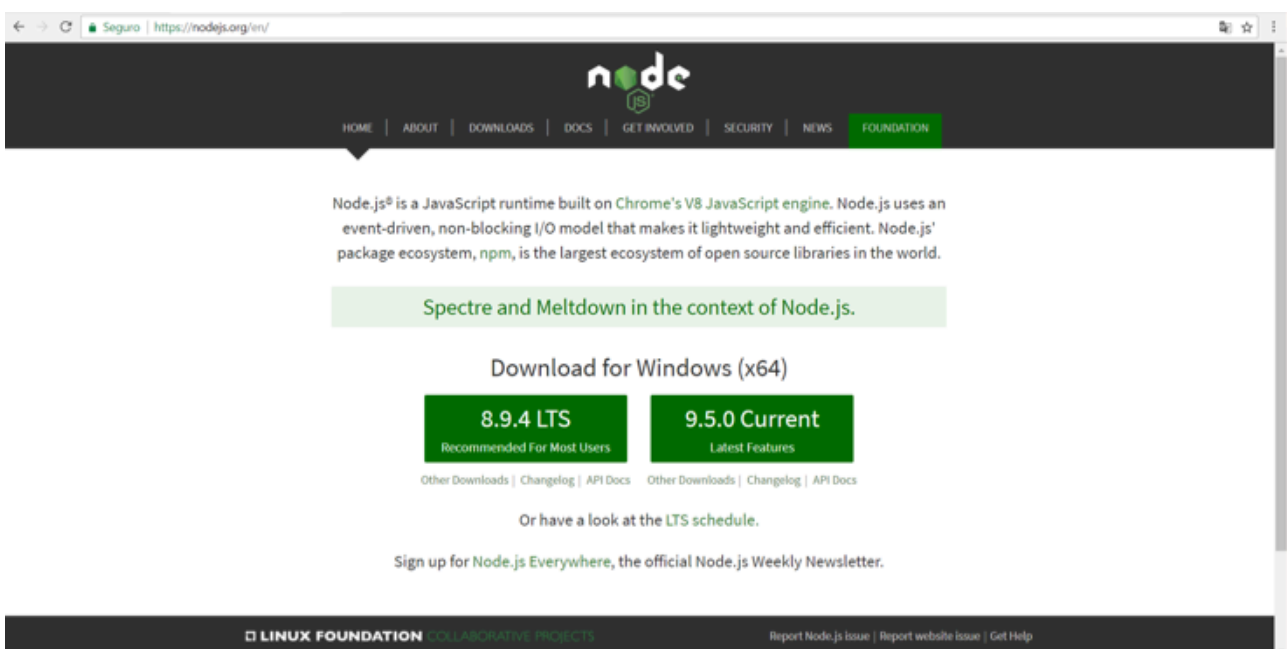 Seguro | https://nodejs.org/en/
node
JS
HOME | ABOUT | DOWNLOADS | DOCS | GET INVOLVED | SECURITY | NEWS FOUNDATION
Node.js® is a JavaScript runtime built on Chrome's V8 JavaScript engine. Node.js uses an
event-driven, non-blocking I/O model that makes it lightweight and efficient. Node.js'
package ecosystem, npm, is the largest ecosystem of open source libraries in the world.
Spectre and Meltdown in the context of Node.js.
Download for Windows (x64)
8.9.4 LTS
Recommended For Most Users
9.5.0 Current
Latest Features
Other Downloads | Changelog | API Docs
Other Downloads | Changelog | API Docs
Or have a look at the LTS schedule.
Sign up for Node.js Everywhere, the official Node.js Weekly Newsletter.
LINUX FOUNDATION COLLABORATIVE PROJECTS
Report Node.js issue | Report website issue | Get Help